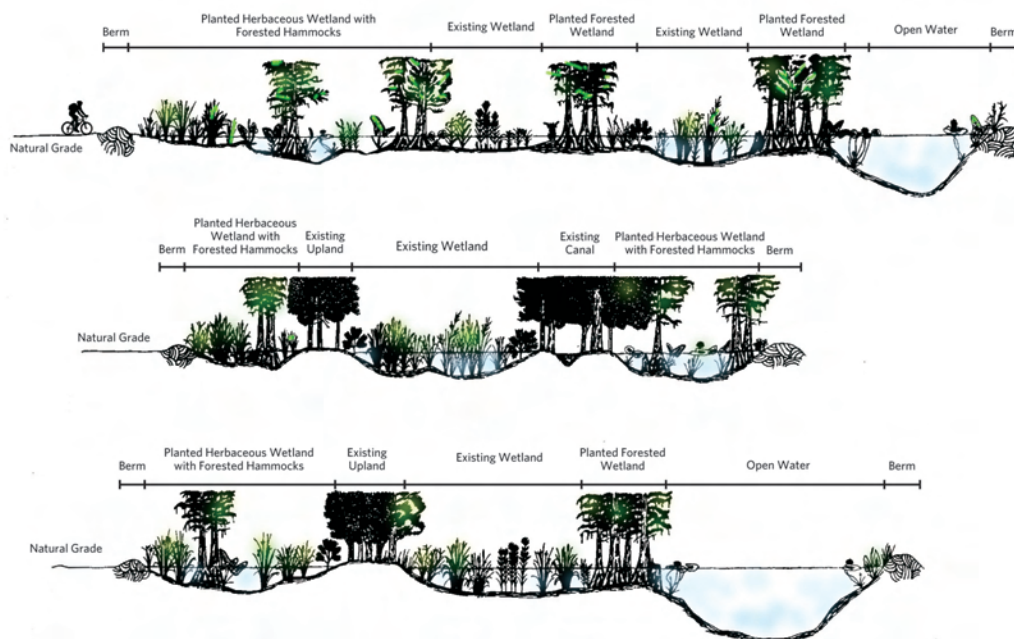 Berm
Planted Herbaceous Wetland with
Forested Hammocks
Existing Wetland
Planted Forested
Wetland
Existing Wetland
Planted Forested
Wetland
Open Water
Berm
Natural Grade
Berm
Planted Herbaceous
Wetland with
Forested Hammocks
Existing
Upland
Existing Wetland
Existing
Canal
Planted Herbaceous Wetland
with Forested Hammocks
Berm
Natural Grade
Berm
Planted Herbaceous Wetland
with Forested Hammocks
Existing
Upland
Existing Wetland
Planted Forested
Wetland
Open Water
Berm
Natural Grade